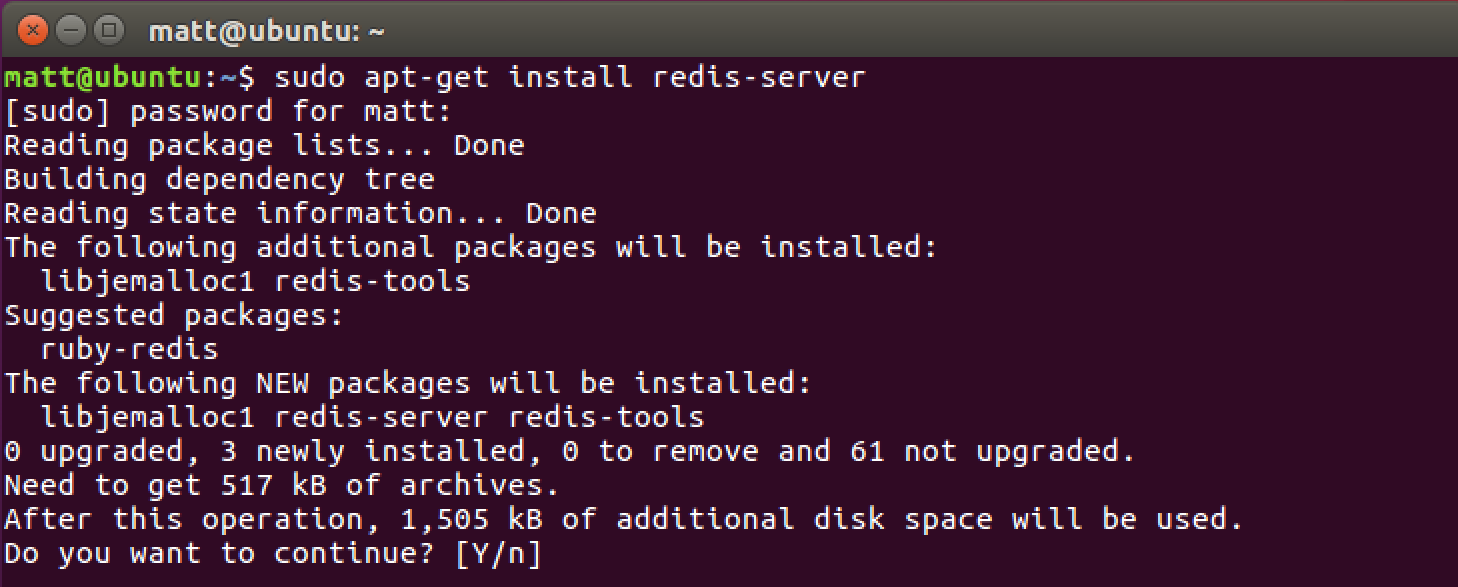 matt@ubuntu: ~
matt@ubuntu:~$ sudo apt-get install redis-server
[sudo] password for matt:
Reading package lists... Done
Building dependency tree
Reading state information... Done
The following additional packages will be installed:
  libjemalloc1 redis-tools
Suggested packages:
  ruby-redis
The following NEW packages will be installed:
  libjemalloc1 redis-server redis-tools
0 upgraded, 3 newly installed, 0 to remove and 61 not upgraded.
Need to get 517 kB of archives.
After this operation, 1,505 kB of additional disk space will be used.
Do you want to continue? [Y/n]